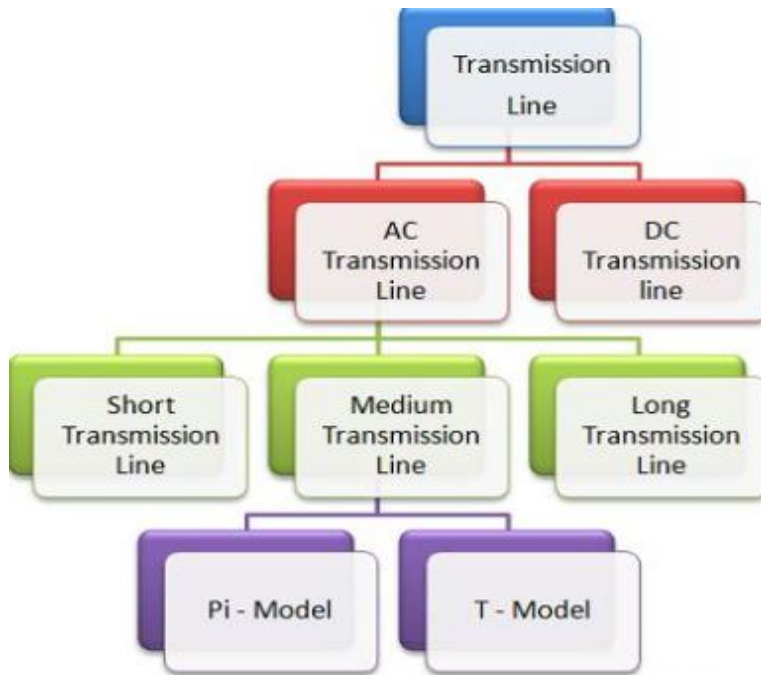 Transmission
Line
AC
Transmission
Line
DC
Transmission
line
Short
Transmission
Line
Medium
Transmission
Line
Long
Transmission
Line
Pi - Model
T - Model